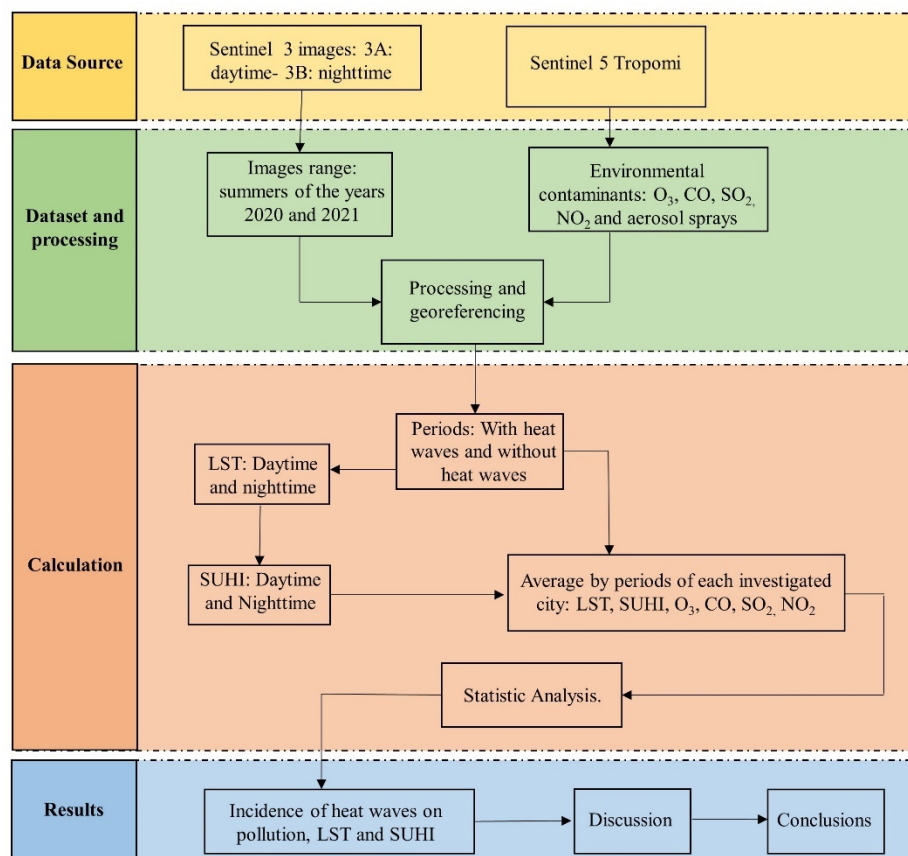 Data Source
Sentinel 3 images: 3A:
daytime- 3B: nighttime
Sentinel 5 Tropomi
Dataset and
processing
Images range:
summers of the years
2020 and 2021
Environmental
contaminants: O₃, CO, SO₂,
NO₂ and aerosol sprays
Processing and
georeferencing
Calculation
Periods: With heat
waves and without
heat waves
LST: Daytime
and nighttime
SUHI: Daytime
and Nighttime
Average by periods of each investigated
city: LST, SUHI, O₃, CO, SO₂, NO₂
Statistic Analysis.
Results
Incidence of heat waves on
pollution, LST and SUHI
Discussion
Conclusions